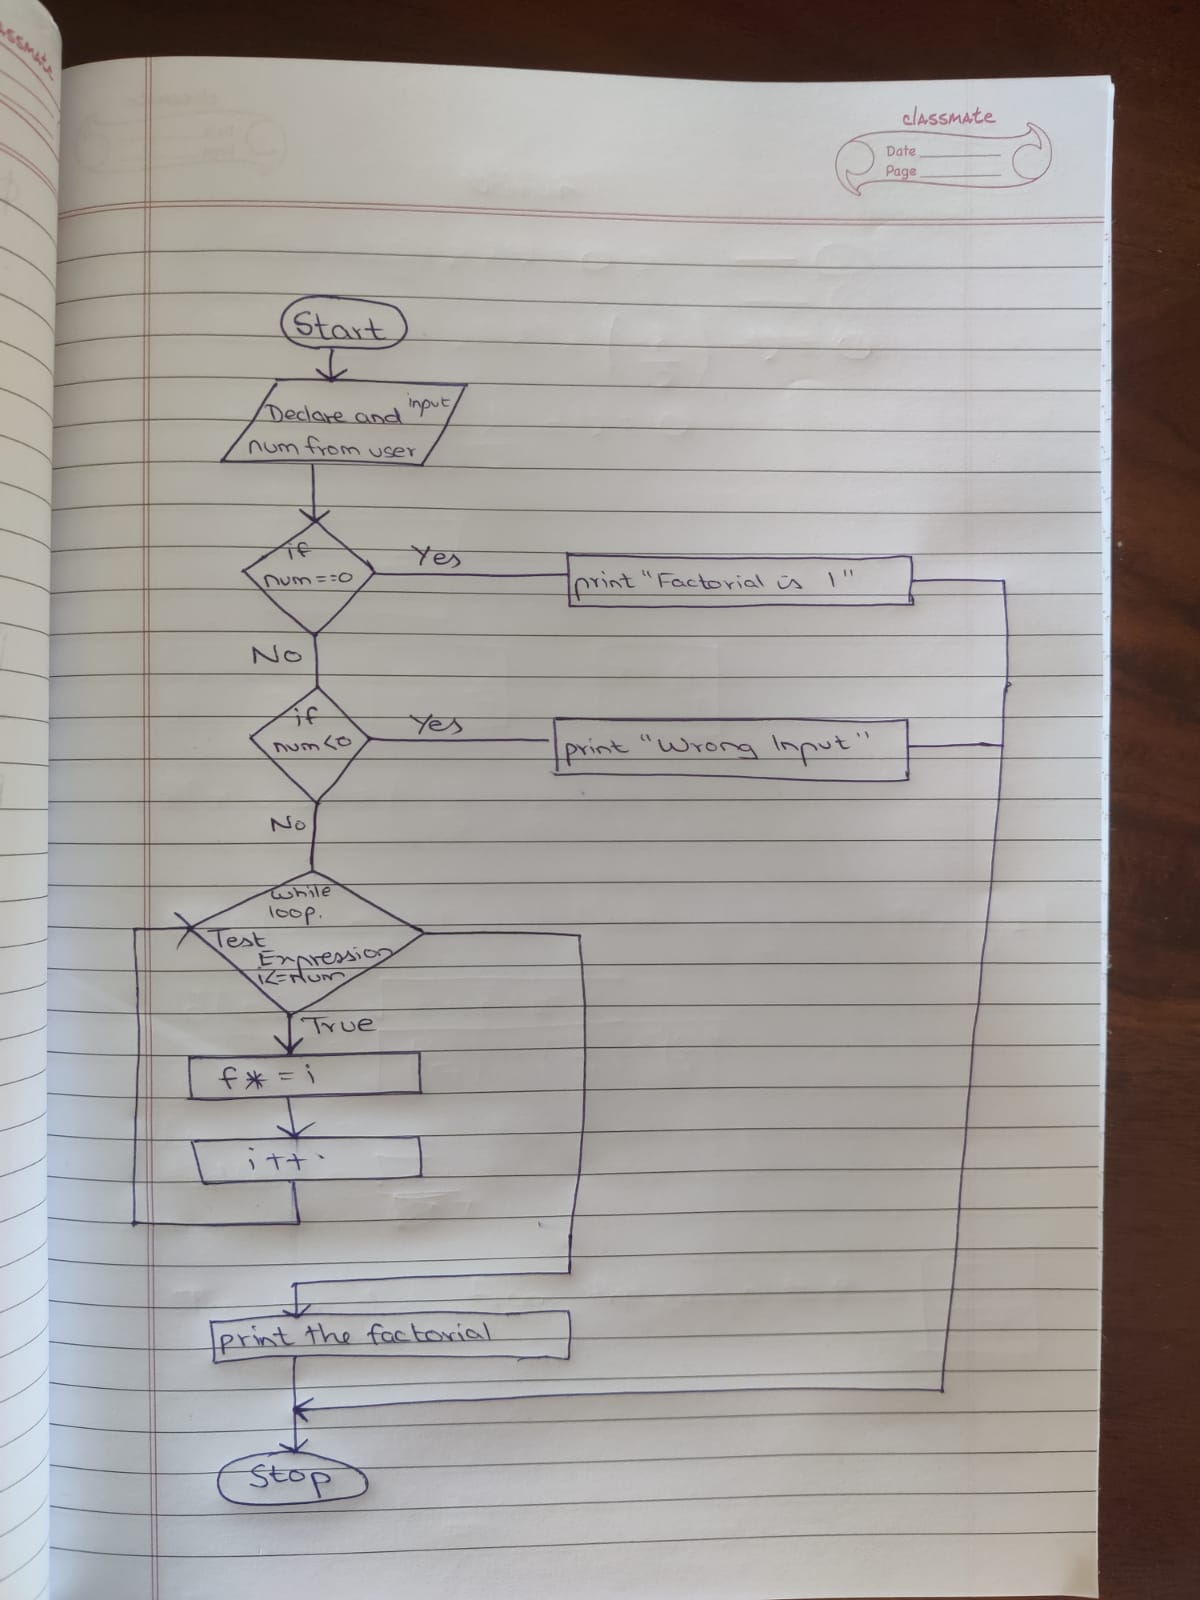 classmate
Date
Page
Start
Declare and input
num from user
if
num==0
Yes
print "Factorial is 1"
No
if
num<0
Yes
print "Wrong Input"
No
while
loop.
Test
Expression
i<=num
True
f*=i
i++
print the factorial
Stop